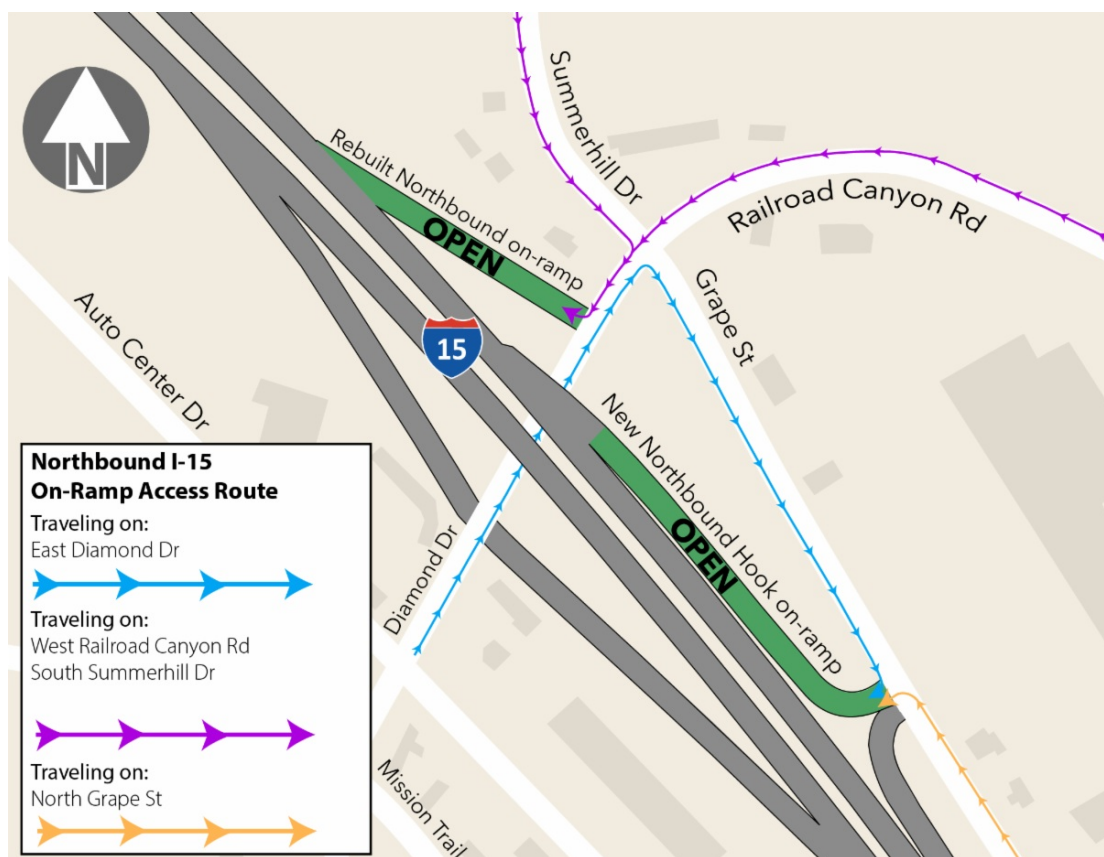 N
Summerhill Dr
Rebuilt Northbound on-ramp
OPEN
Railroad Canyon Rd
Grape St
Auto Center Dr
15
New Northbound Hook on-ramp
OPEN
Diamond Dr
Mission Trail
Northbound I-15
On-Ramp Access Route
Traveling on:
East Diamond Dr
Traveling on:
West Railroad Canyon Rd
South Summerhill Dr
Traveling on:
North Grape St